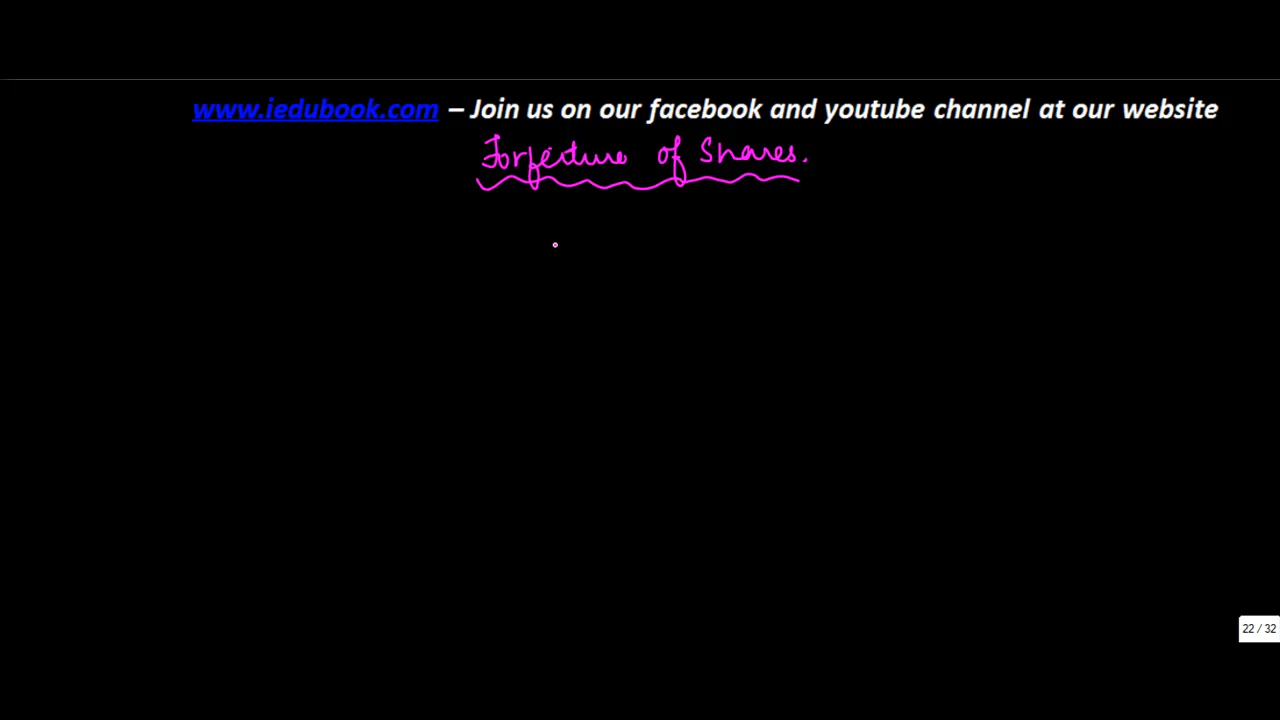 www.iedubook.com – Join us on our facebook and youtube channel at our website
Forfeiture of Shares.
22 / 32